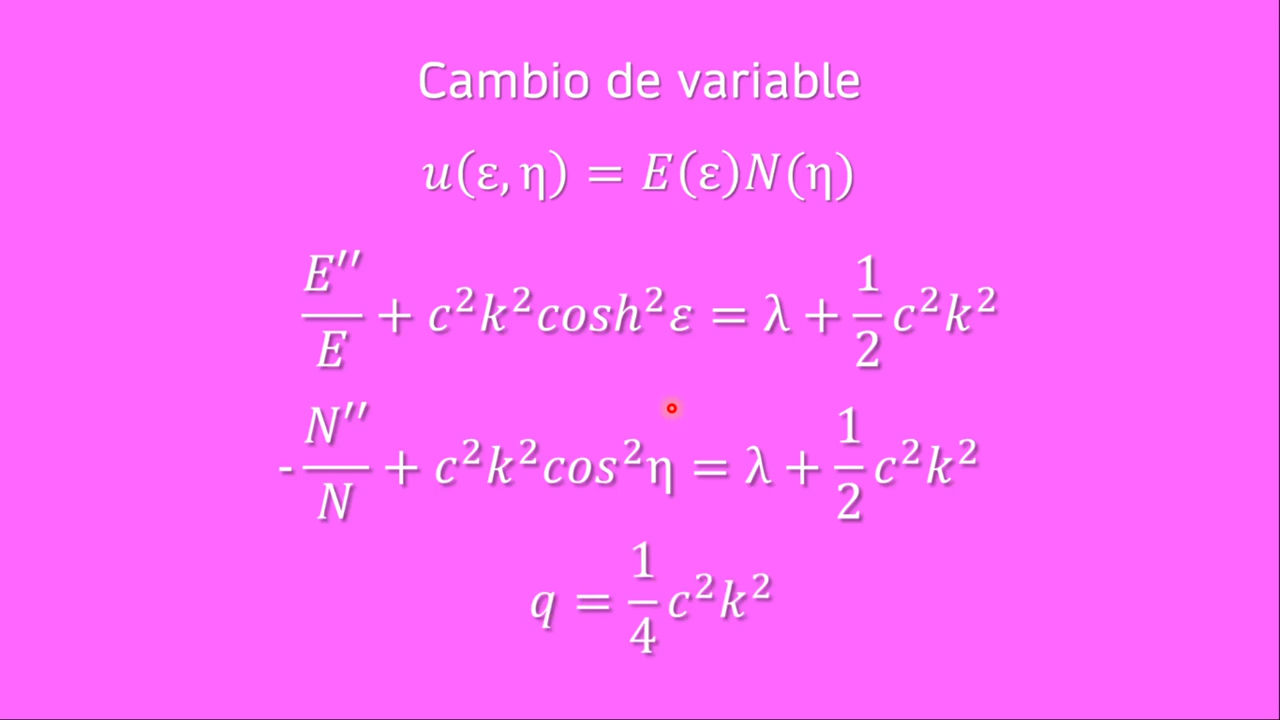 Cambio de variable
u(ε, η) = E(ε)N(η)
E′′/E + c²k²cosh²ε = λ + 1/2 c²k²
-N′′/N + c²k²cos²η = λ + 1/2 c²k²
q = 1/4 c²k²